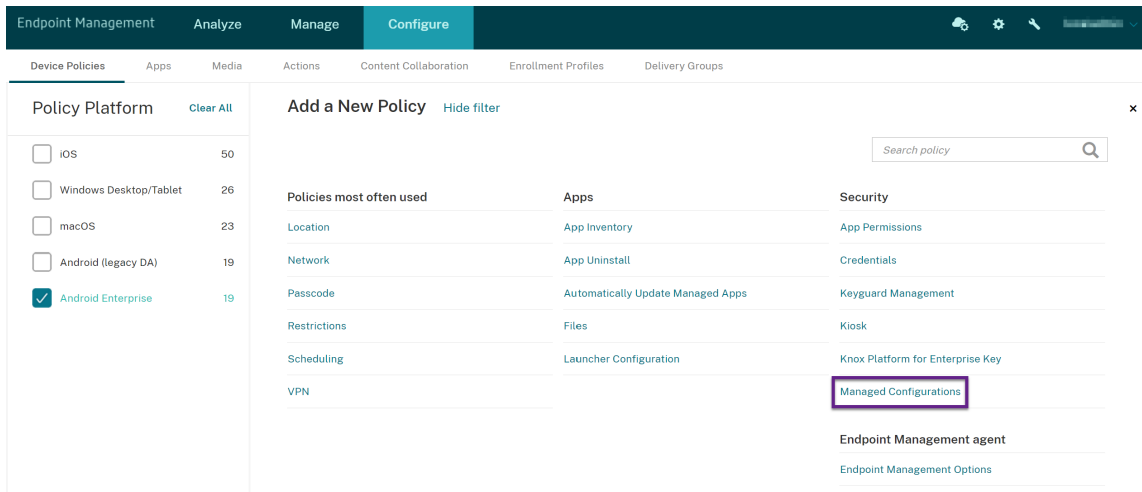 Endpoint Management Analyze Manage Configure
Device Policies Apps Media Actions Content Collaboration Enrollment Profiles Delivery Groups
Policy Platform Clear All
iOS 50
Windows Desktop/Tablet 26
macOS 23
Android (legacy DA) 19
Android Enterprise 19
Add a New Policy Hide filter
Search policy
Policies most often used
Location
Network
Passcode
Restrictions
Scheduling
VPN
Apps
App Inventory
App Uninstall
Automatically Update Managed Apps
Files
Launcher Configuration
Security
App Permissions
Credentials
Keyguard Management
Kiosk
Knox Platform for Enterprise Key
Managed Configurations
Endpoint Management agent
Endpoint Management Options